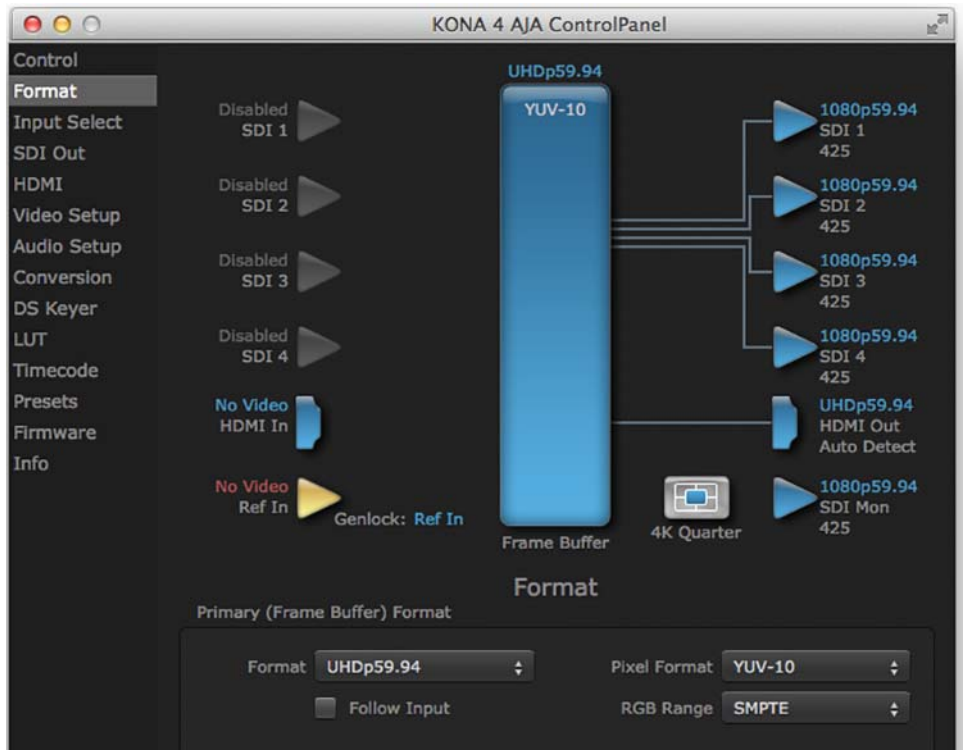 KONA 4 AJA ControlPanel
Control
Format
Input Select
SDI Out
HDMI
Video Setup
Audio Setup
Conversion
DS Keyer
LUT
Timecode
Presets
Firmware
Info
Disabled
SDI 1
Disabled
SDI 2
Disabled
SDI 3
Disabled
SDI 4
No Video
HDMI In
No Video
Ref In
Genlock: Ref In
UHDp59.94
YUV-10
Frame Buffer
4K Quarter
1080p59.94
SDI 1
425
1080p59.94
SDI 2
425
1080p59.94
SDI 3
425
1080p59.94
SDI 4
425
UHDp59.94
HDMI Out
Auto Detect
1080p59.94
SDI Mon
425
Format
Primary (Frame Buffer) Format
Format UHDp59.94
Follow Input
Pixel Format YUV-10
RGB Range SMPTE